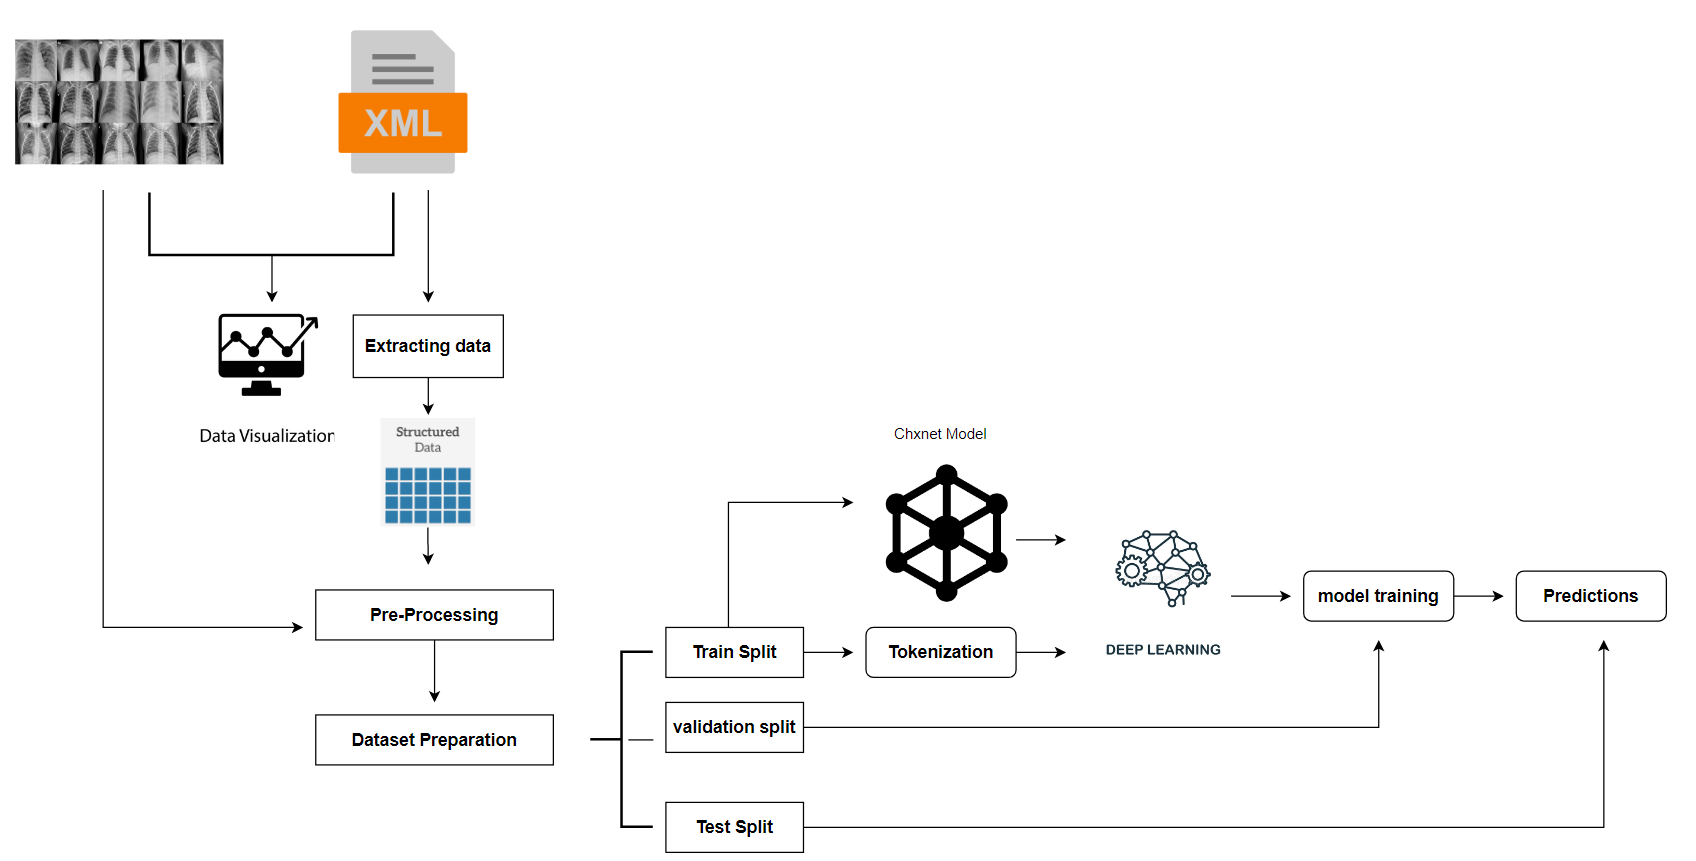 XML
Extracting data
Data Visualization
Structured
Data
Chxnet Model
Pre-Processing
model training
Predictions
Train Split
Tokenization
DEEP LEARNING
validation split
Dataset Preparation
Test Split